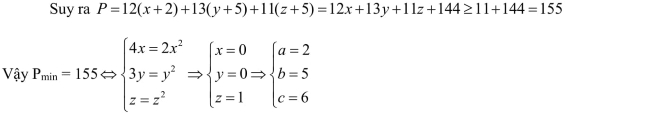 Suy ra P = 12(x + 2) + 13(y + 5) + 11(z + 5) = 12x + 13y + 11z + 144 ≥ 11 + 144 = 155
Vậy Pmin = 155 ⇔ { 4x = 2x² ; 3y = y² ; z = z² ⇒ { x = 0 ; y = 0 ; z = 1 ⇒ { a = 2 ; b = 5 ; c = 6